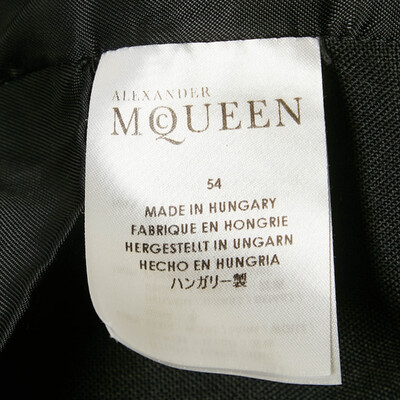 ALEXANDER
MCQUEEN
54
MADE IN HUNGARY
FABRIQUE EN HONGRIE
HERGESTELLT IN UNGARN
HECHO EN HUNGRIA
ハンガリー製